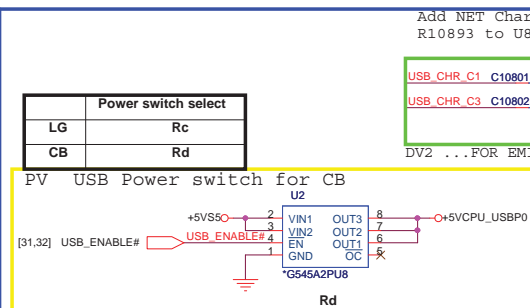 Add NET Char
R10893 to U8
USB_CHR_C1 C10801
USB_CHR_C3 C10802
DV2 ...FOR EMI
Power switch select
LG Rc
CB Rd
PV USB Power switch for CB
U2
+5VS5 2 VIN1 OUT3 8 +5VCPU_USBP0
3 VIN2 OUT2 7
[31,32] USB_ENABLE# USB_ENABLE# 4 EN OUT1 6
1 GND OC 5
*G545A2PU8
Rd